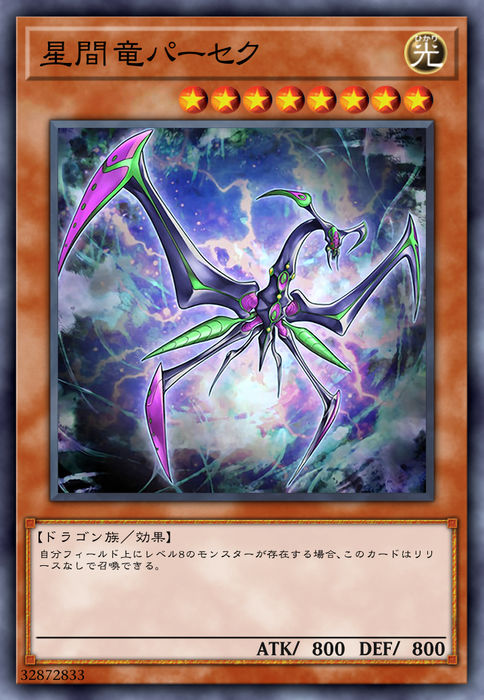 星間竜パーセク
ひかり
光
【ドラゴン族／効果】
自分フィールド上にレベル8のモンスターが存在する場合、このカードはリリ
ースなしで召喚できる。
ATK/ 800 DEF/ 800
32872833